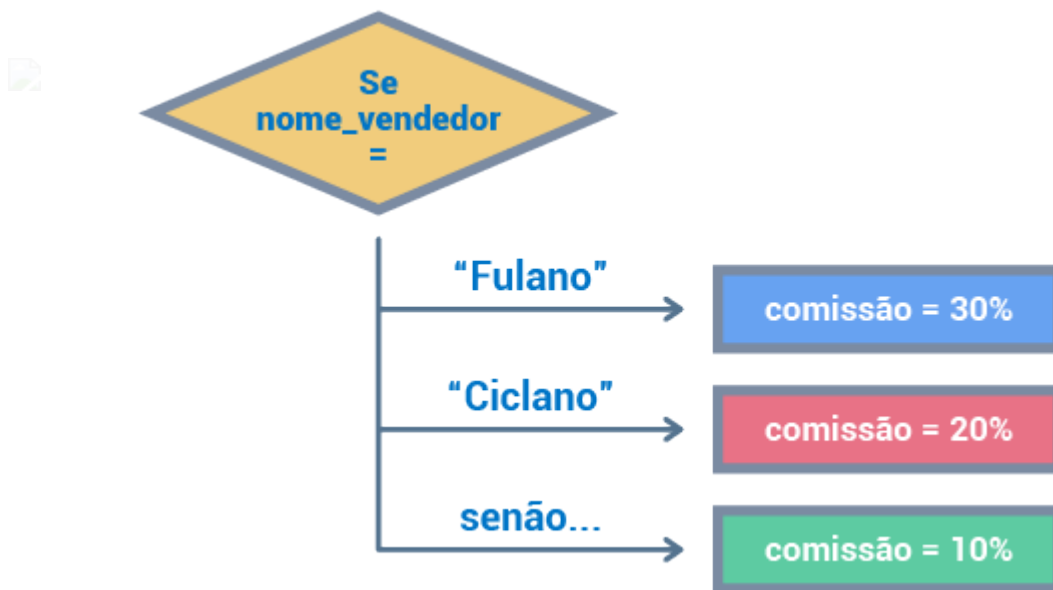 Se
nome_vendedor
=
“Fulano”
comissão = 30%
“Ciclano”
comissão = 20%
senão...
comissão = 10%